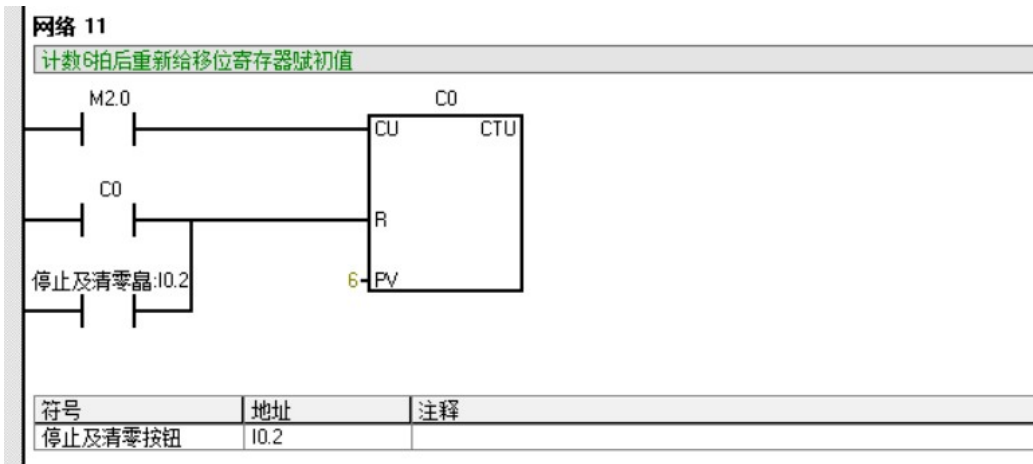 网络 11
计数6拍后重新给移位寄存器赋初值
M2.0
C0
CU CTU
C0
R
停止及清零畠:I0.2
6 PV
符号 地址 注释
停止及清零按钮 I0.2